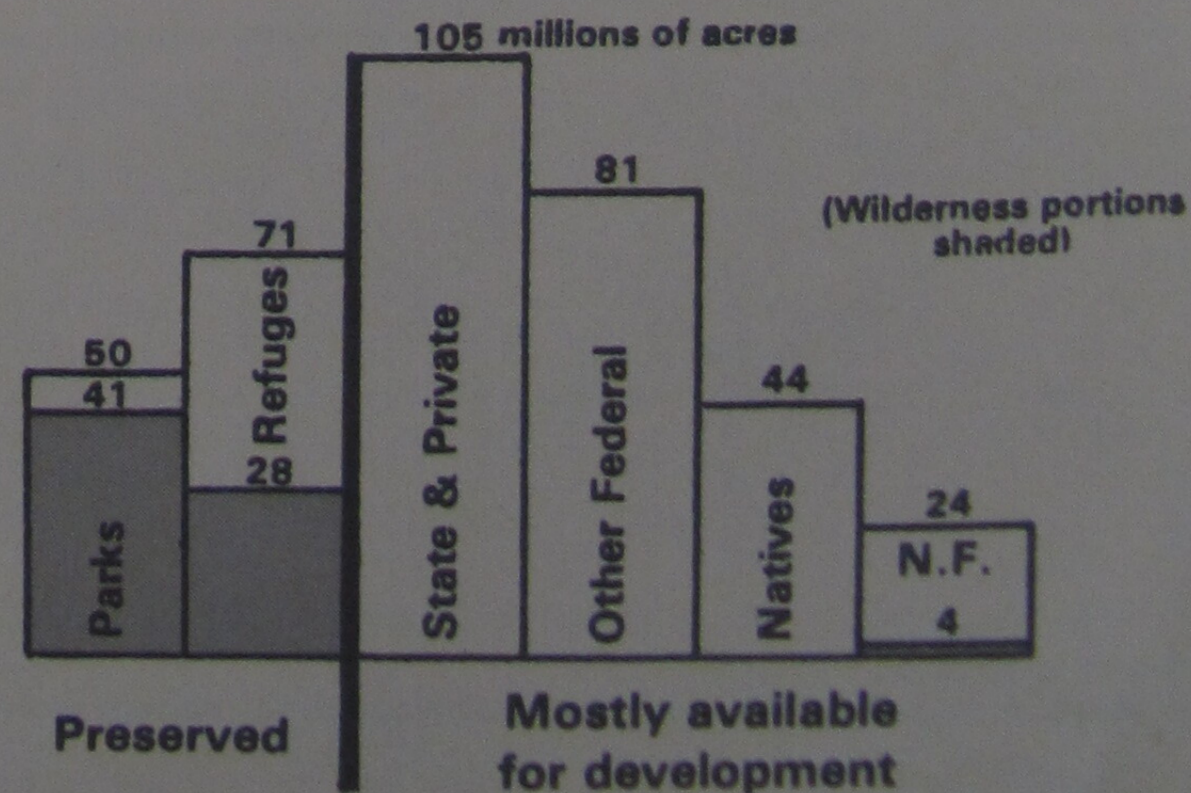 105 millions of acres
81
(Wilderness portions
shaded)
71
Refuges
50
41
44
28
24
N.F.
4
Parks
State & Private
Other Federal
Natives
Preserved
Mostly available
for development